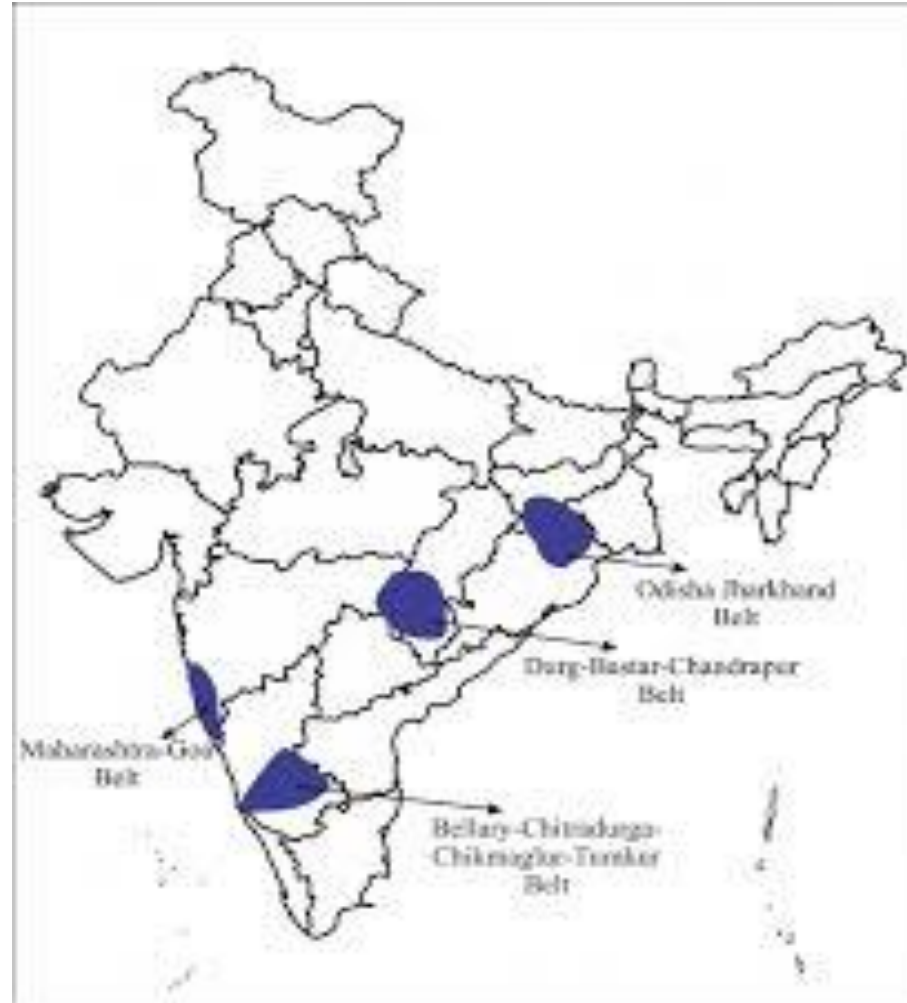 Odisha Jharkhand
Belt
Durg-Bastar-Chandrapur
Belt
Maharashtra-Goa
Belt
Bellary-Chitradurga-
Chikmaglur-Tumkur
Belt